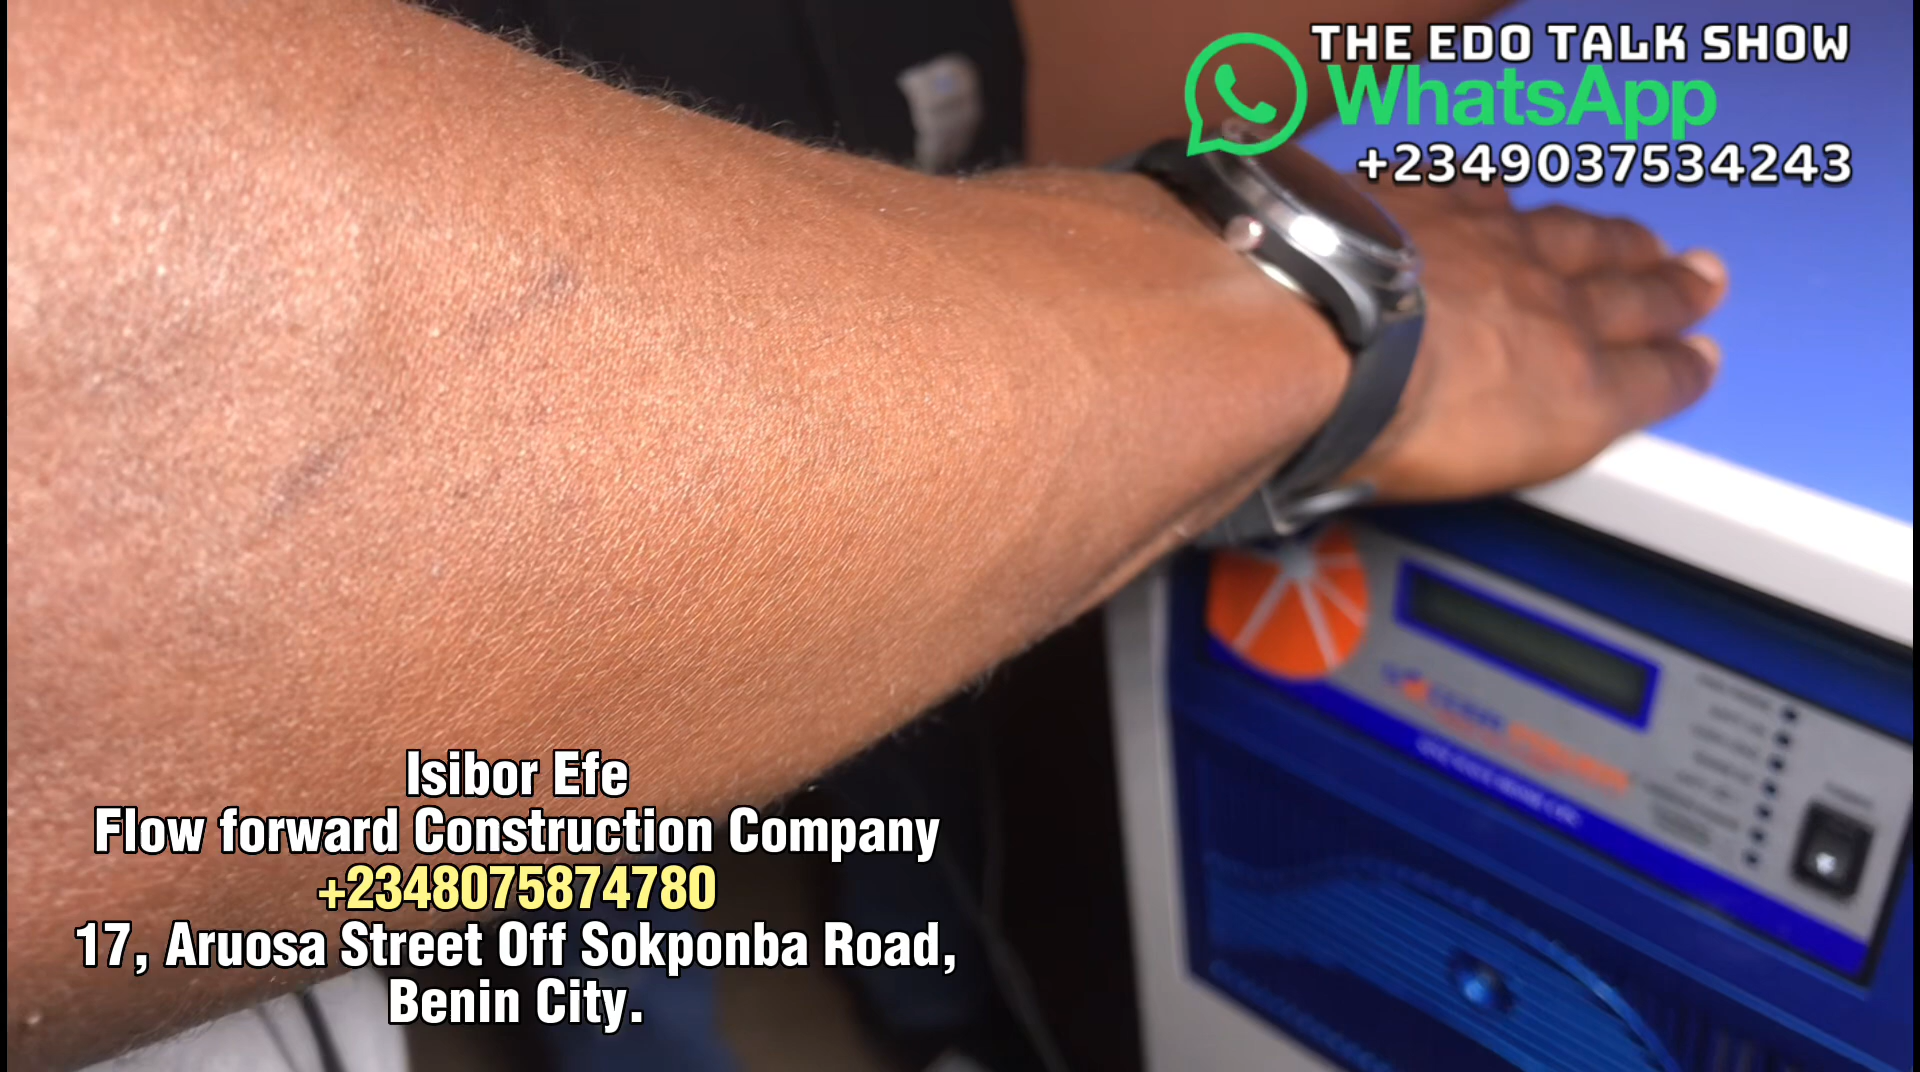 THE EDO TALK SHOW
WhatsApp
+2349037534243
Isibor Efe
Flow forward Construction Company
+2348075874780
17, Aruosa Street Off Sokponba Road,
Benin City.